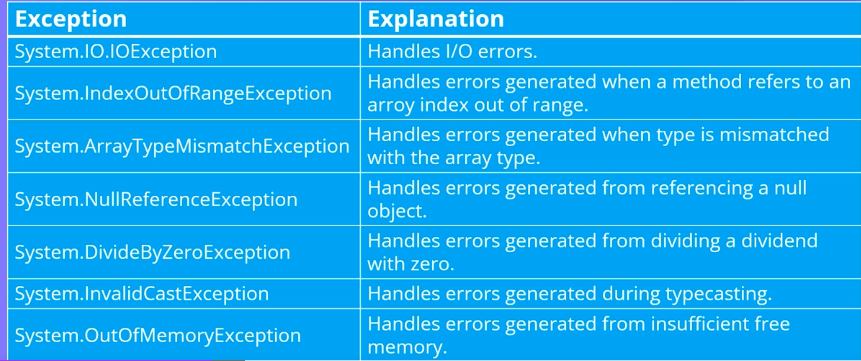 Exception Explanation
System.IO.IOException Handles I/O errors.
System.IndexOutOfRangeException Handles errors generated when a method refers to an
arroy index out of range.
System.ArrayTypeMismatchException Handles errors generated when type is mismatched
with the array type.
System.NullReferenceException Handles errors generated from referencing a null
object.
System.DivideByZeroException Handles errors generated from dividing a dividend
with zero.
System.InvalidCastException Handles errors generated during typecasting.
System.OutOfMemoryException Handles errors generated from insufficient free
memory.